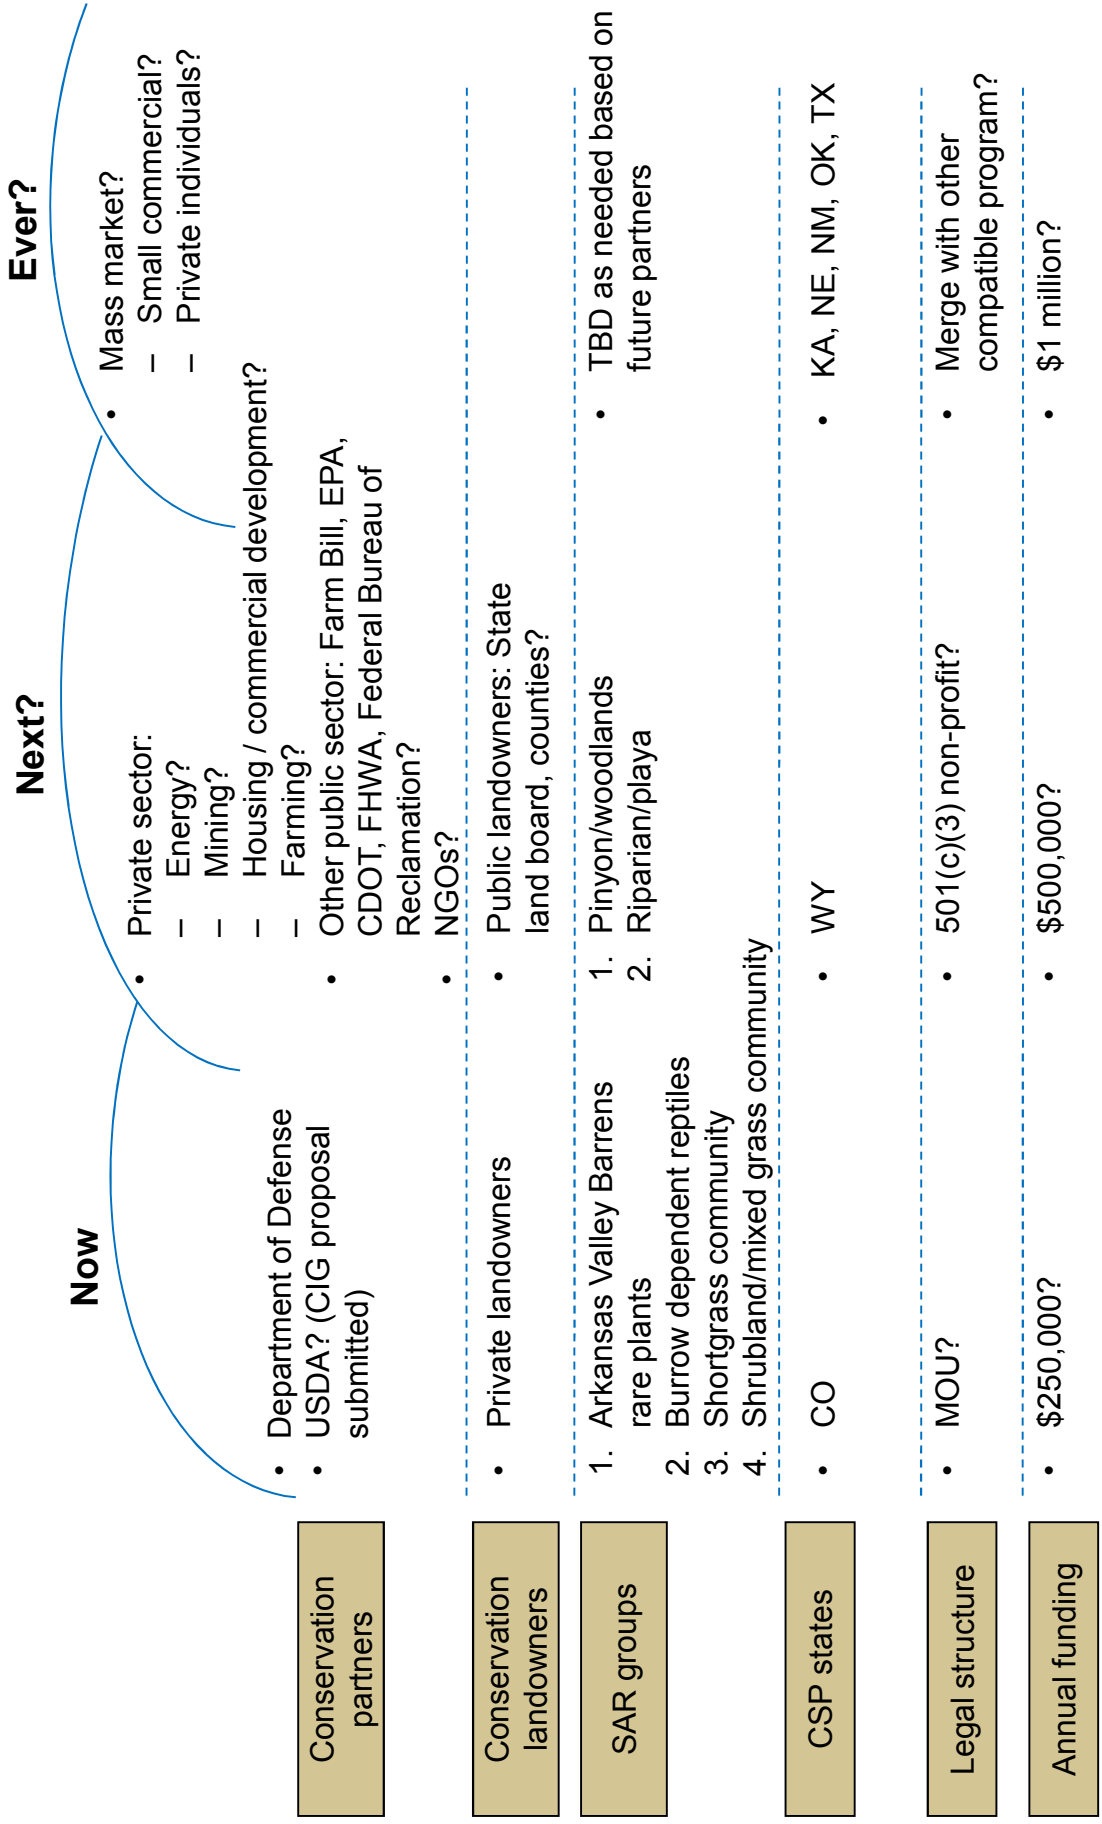 Now
Next?
Ever?
Conservation
partners
• Department of Defense
• USDA? (CIG proposal
submitted)
• Private sector:
– Energy?
– Mining?
– Housing / commercial development?
– Farming?
• Other public sector: Farm Bill, EPA,
CDOT, FHWA, Federal Bureau of
Reclamation?
• NGOs?
• Mass market?
– Small commercial?
– Private individuals?
Conservation
landowners
• Private landowners
• Public landowners: State
land board, counties?
SAR groups
1. Arkansas Valley Barrens
rare plants
2. Burrow dependent reptiles
3. Shortgrass community
4. Shrubland/mixed grass community
1. Pinyon/woodlands
2. Riparian/playa
• TBD as needed based on
future partners
CSP states
• CO
• WY
• KA, NE, NM, OK, TX
Legal structure
• MOU?
• 501(c)(3) non-profit?
• Merge with other
compatible program?
Annual funding
• $250,000?
• $500,000?
• $1 million?